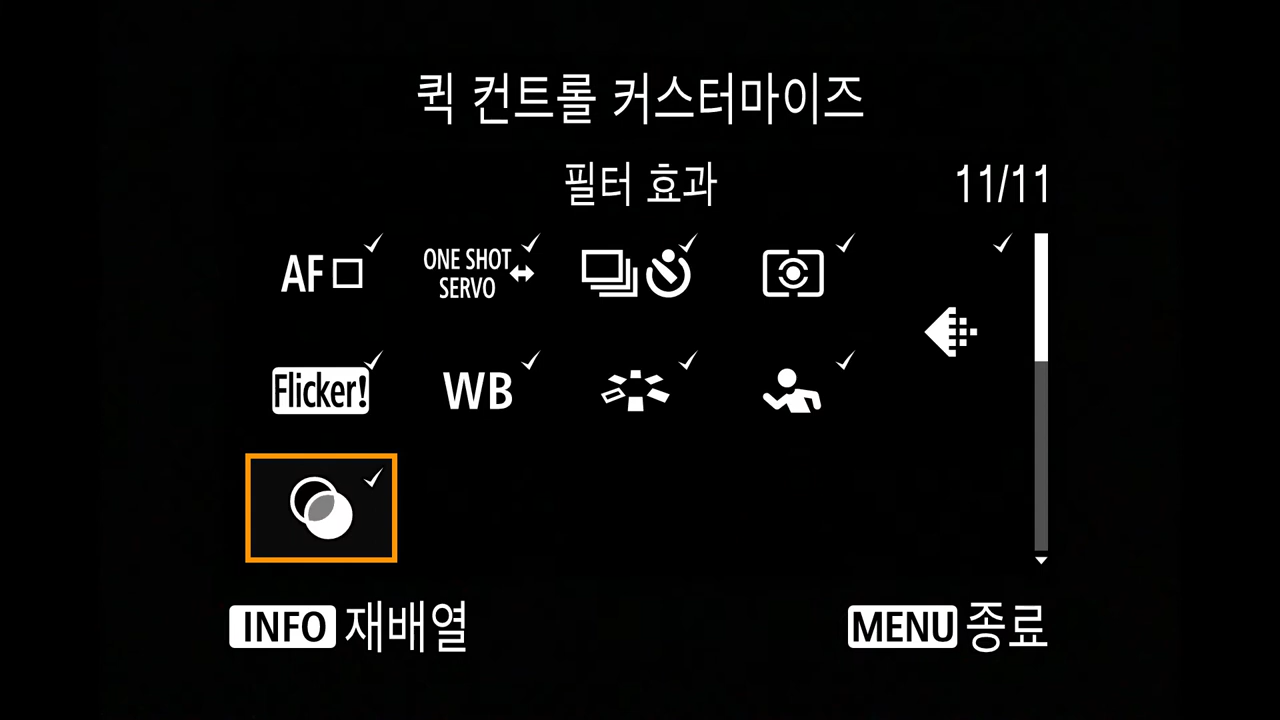 퀵 컨트롤 커스터마이즈
필터 효과 11/11
AF ONE SHOT
SERVO
Flicker! WB
INFO 재배열 MENU 종료